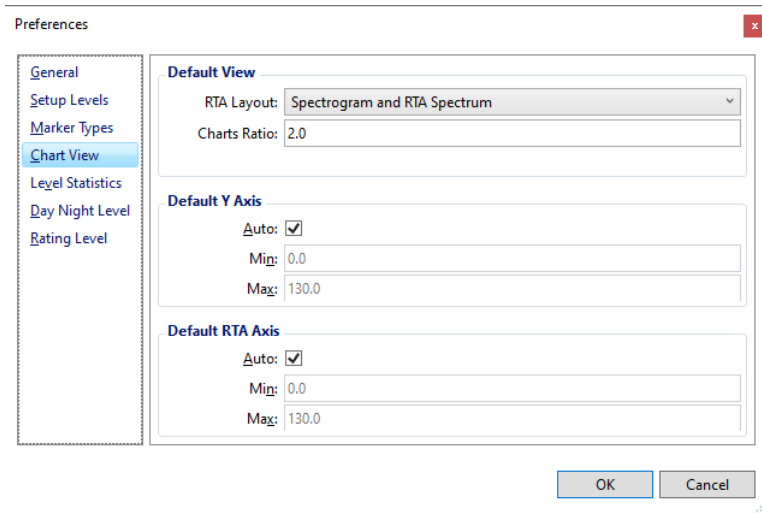 Preferences
x
General
Setup Levels
Marker Types
Chart View
Level Statistics
Day Night Level
Rating Level
Default View
RTA Layout: Spectrogram and RTA Spectrum
Charts Ratio: 2.0
Default Y Axis
Auto:
Min: 0.0
Max: 130.0
Default RTA Axis
Auto:
Min: 0.0
Max: 130.0
OK Cancel